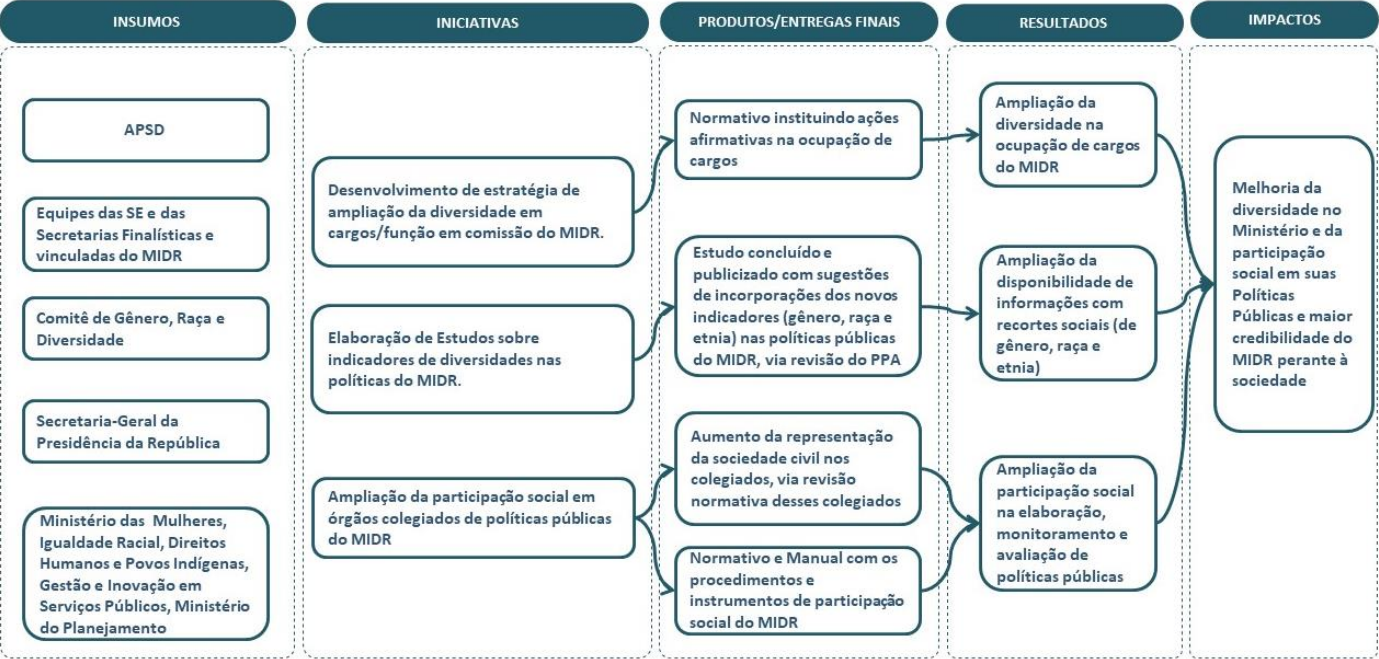 INSUMOS
APSD
Equipes das SE e das
Secretarias Finalísticas e
vinculadas do MIDR
Comitê de Gênero, Raça e
Diversidade
Secretaria-Geral da
Presidência da República
Ministério das Mulheres,
Igualdade Racial, Direitos
Humanos e Povos Indígenas,
Gestão e Inovação em
Serviços Públicos, Ministério
do Planejamento
INICIATIVAS
Desenvolvimento de estratégia de
ampliação da diversidade em
cargos/função em comissão do MIDR.
Elaboração de Estudos sobre
indicadores de diversidades nas
políticas do MIDR.
Ampliação da participação social em
órgãos colegiados de políticas públicas
do MIDR
PRODUTOS/ENTREGAS FINAIS
Normativo instituindo ações
afirmativas na ocupação de
cargos
Estudo concluído e
publicizado com sugestões
de incorporações dos novos
indicadores (gênero, raça e
etnia) nas políticas públicas
do MIDR, via revisão do PPA
Aumento da representação
da sociedade civil nos
colegiados, via revisão
normativa desses colegiados
Normativo e Manual com os
procedimentos e
instrumentos de participação
social do MIDR
RESULTADOS
Ampliação da
diversidade na
ocupação de cargos
do MIDR
Ampliação da
disponibilidade de
informações com
recortes sociais (de
gênero, raça e
etnia)
Ampliação da
participação social
na elaboração,
monitoramento e
avaliação de
políticas públicas
IMPACTOS
Melhoria da
diversidade no
Ministério e da
participação
social em suas
Políticas
Públicas e maior
credibilidade do
MIDR perante à
sociedade